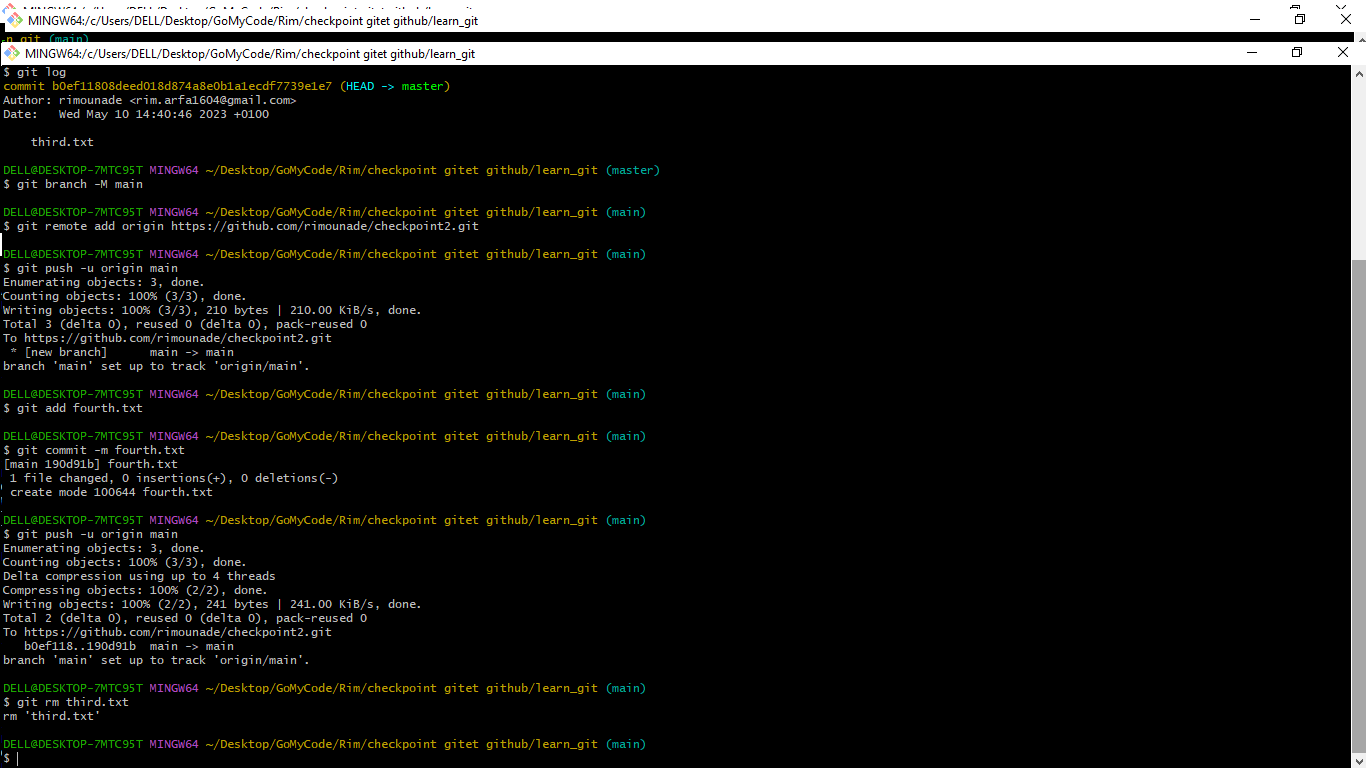 MINGW64:/c/Users/DELL/Desktop/GoMyCode/Rim/checkpoint gitet github/learn_git
n_git (main)
MINGW64:/c/Users/DELL/Desktop/GoMyCode/Rim/checkpoint gitet github/learn_git
$ git log
commit b0ef11808deed018d874a8e0b1a1ecdf7739e1e7 (HEAD -> master)
Author: rimounade <rim.arfa1604@gmail.com>
Date:   Wed May 10 14:40:46 2023 +0100
    third.txt
DELL@DESKTOP-7MTC95T MINGW64 ~/Desktop/GoMyCode/Rim/checkpoint gitet github/learn_git (master)
$ git branch -M main
DELL@DESKTOP-7MTC95T MINGW64 ~/Desktop/GoMyCode/Rim/checkpoint gitet github/learn_git (main)
$ git remote add origin https://github.com/rimounade/checkpoint2.git
DELL@DESKTOP-7MTC95T MINGW64 ~/Desktop/GoMyCode/Rim/checkpoint gitet github/learn_git (main)
$ git push -u origin main
Enumerating objects: 3, done.
Counting objects: 100% (3/3), done.
Writing objects: 100% (3/3), 210 bytes | 210.00 KiB/s, done.
Total 3 (delta 0), reused 0 (delta 0), pack-reused 0
To https://github.com/rimounade/checkpoint2.git
 * [new branch]      main -> main
branch 'main' set up to track 'origin/main'.
DELL@DESKTOP-7MTC95T MINGW64 ~/Desktop/GoMyCode/Rim/checkpoint gitet github/learn_git (main)
$ git add fourth.txt
DELL@DESKTOP-7MTC95T MINGW64 ~/Desktop/GoMyCode/Rim/checkpoint gitet github/learn_git (main)
$ git commit -m fourth.txt
[main 190d91b] fourth.txt
 1 file changed, 0 insertions(+), 0 deletions(-)
 create mode 100644 fourth.txt
DELL@DESKTOP-7MTC95T MINGW64 ~/Desktop/GoMyCode/Rim/checkpoint gitet github/learn_git (main)
$ git push -u origin main
Enumerating objects: 3, done.
Counting objects: 100% (3/3), done.
Delta compression using up to 4 threads
Compressing objects: 100% (2/2), done.
Writing objects: 100% (2/2), 241 bytes | 241.00 KiB/s, done.
Total 2 (delta 0), reused 0 (delta 0), pack-reused 0
To https://github.com/rimounade/checkpoint2.git
   b0ef118..190d91b  main -> main
branch 'main' set up to track 'origin/main'.
DELL@DESKTOP-7MTC95T MINGW64 ~/Desktop/GoMyCode/Rim/checkpoint gitet github/learn_git (main)
$ git rm third.txt
rm 'third.txt'
DELL@DESKTOP-7MTC95T MINGW64 ~/Desktop/GoMyCode/Rim/checkpoint gitet github/learn_git (main)
$